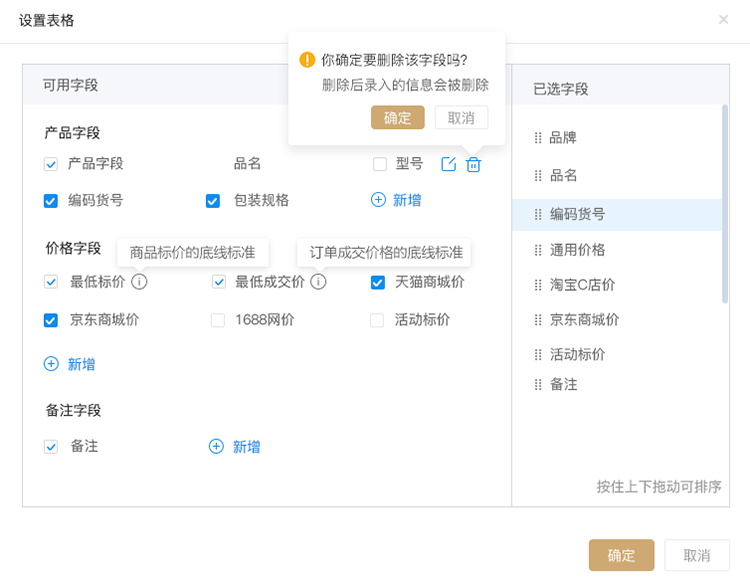 设置表格
你确定要删除该字段吗?
删除后录入的信息会被删除
确定
取消
可用字段
产品字段
产品字段
品名
型号
编码货号
包装规格
新增
价格字段
商品标价的底线标准
订单成交价格的底线标准
最低标价
最低成交价
天猫商城价
京东商城价
1688网价
活动标价
新增
备注字段
备注
新增
已选字段
品牌
品名
编码货号
通用价格
淘宝C店价
京东商城价
活动标价
备注
按住上下拖动可排序
确定
取消